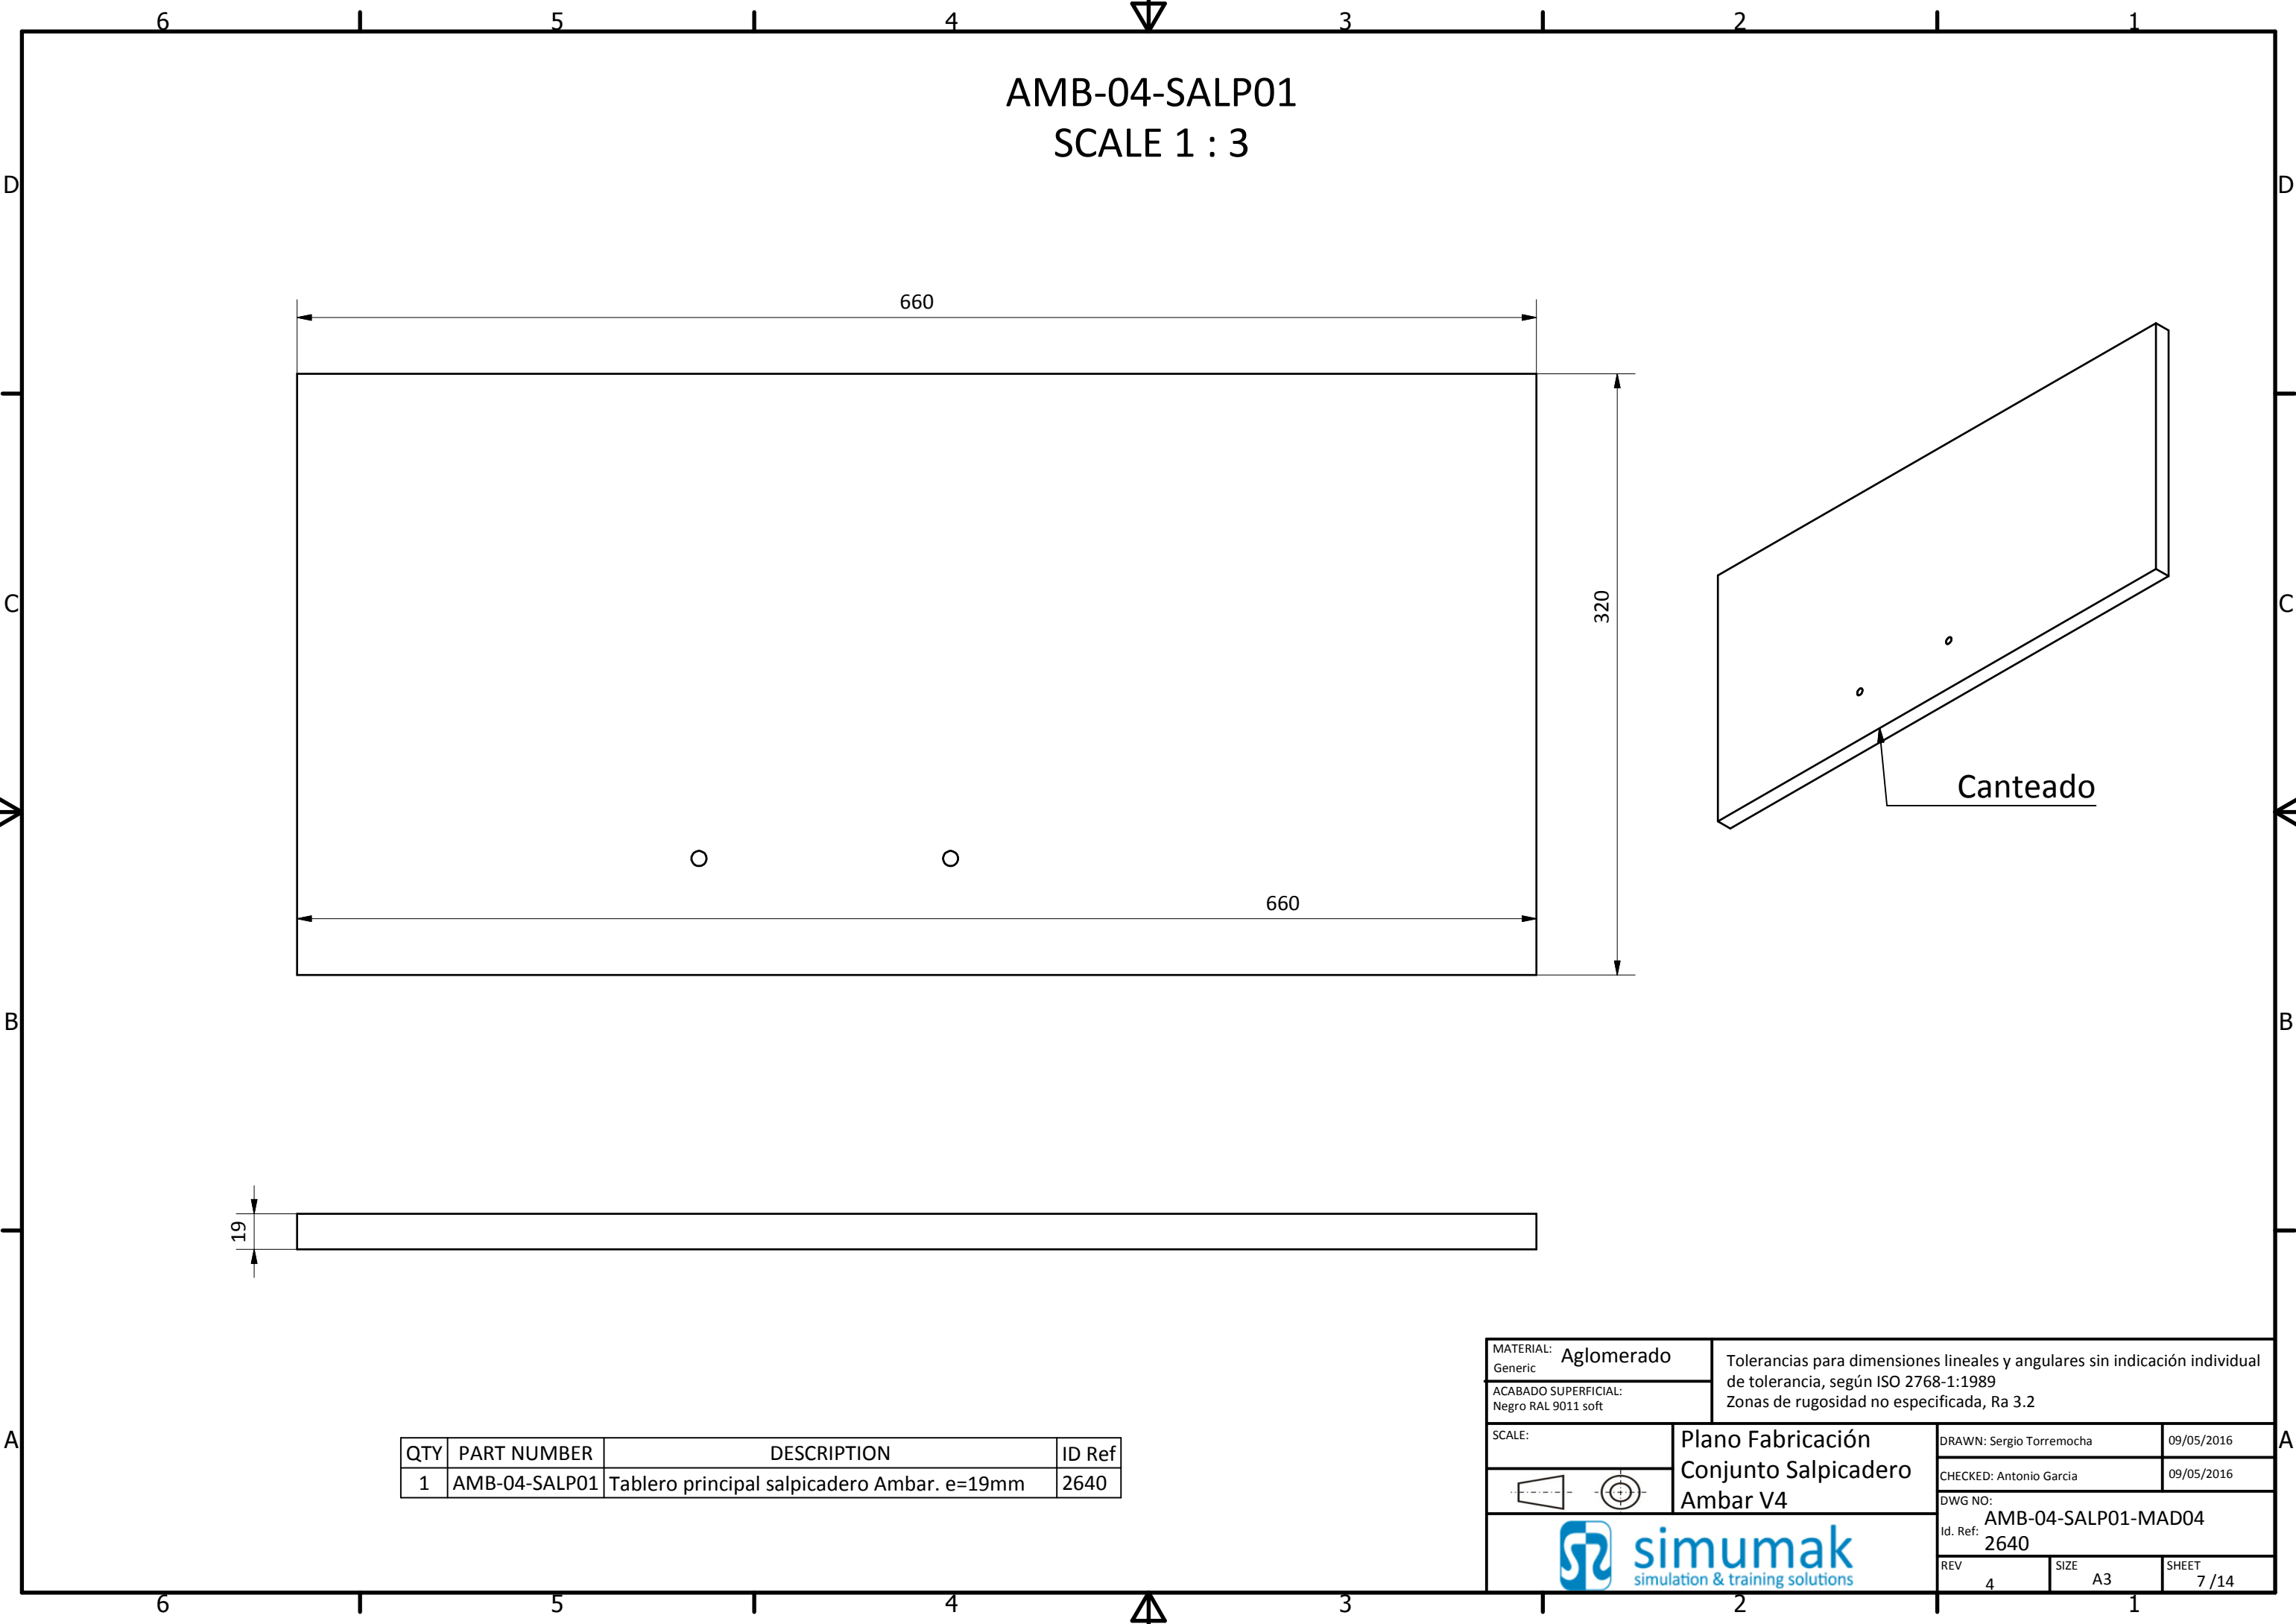 6 5 4 3 2 1
AMB-04-SALP01
SCALE 1 : 3
D D
660
320
C C
Canteado
660
B B
19
MATERIAL: Aglomerado
Generic
ACABADO SUPERFICIAL:
Negro RAL 9011 soft
Tolerancias para dimensiones lineales y angulares sin indicación individual
de tolerancia, según ISO 2768-1:1989
Zonas de rugosidad no especificada, Ra 3.2
A A
QTY PART NUMBER DESCRIPTION ID Ref
1 AMB-04-SALP01 Tablero principal salpicadero Ambar. e=19mm 2640
SCALE:
Plano Fabricación
Conjunto Salpicadero
Ambar V4
DRAWN: Sergio Torremocha 09/05/2016
CHECKED: Antonio Garcia 09/05/2016
DWG NO:
AMB-04-SALP01-MAD04
Id. Ref: 2640
simumak
simulation & training solutions
REV 4
SIZE A3
SHEET 7 /14
6 5 4 3 2 1